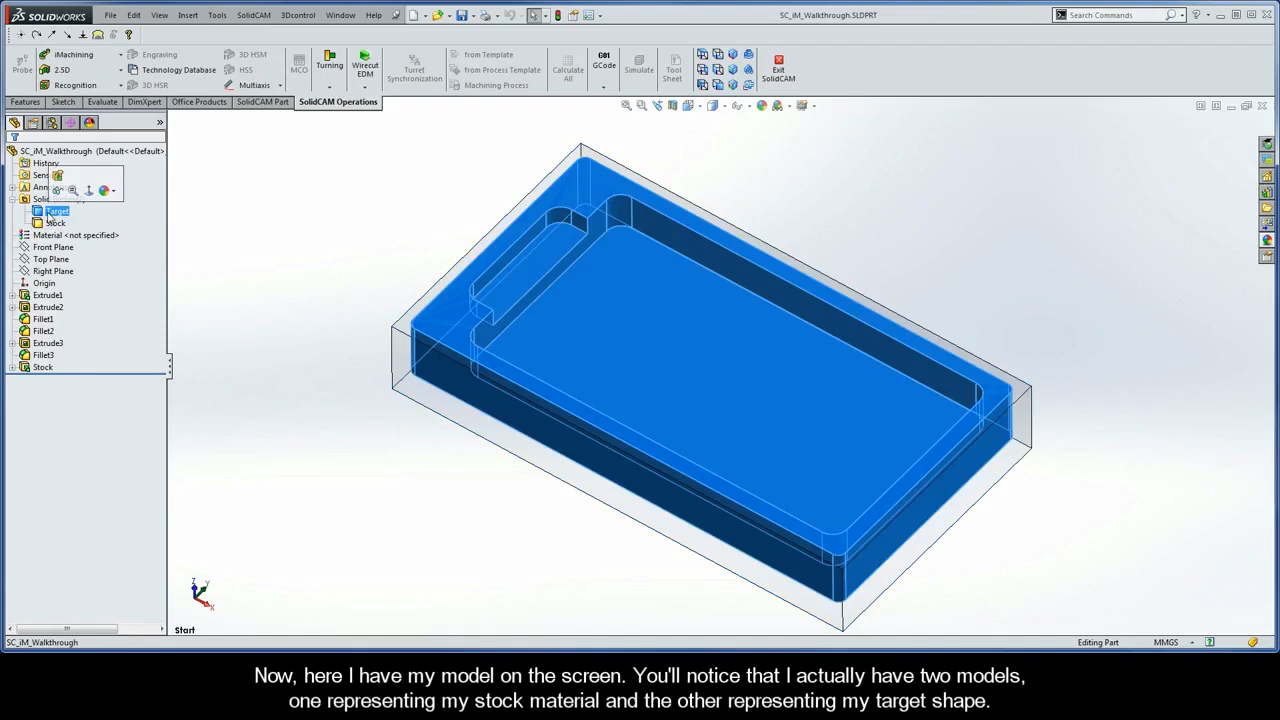 SOLIDWORKS File Edit View Insert Tools SolidCAM 3Dcontrol Window Help SC_iM_Walkthrough.SLDPRT Search Commands
Probe iMachining 2.5D Recognition Engraving Technology Database 3D HSR 3D HSM HSS Multiaxis MCO Turning Wirecut EDM Turret Synchronization from Template from Process Template Machining Process Calculate All G01 GCode Simulate Tool Sheet Exit SolidCAM
Features Sketch Evaluate DimXpert Office Products SolidCAM Part SolidCAM Operations
SC_iM_Walkthrough (Default<<Default>
History
Target
Stock
Material <not specified>
Front Plane
Top Plane
Right Plane
Origin
Extrude1
Extrude2
Fillet1
Fillet2
Extrude3
Fillet3
Stock
Z Y X
Start
SC_iM_Walkthrough Editing Part MMGS
Now, here I have my model on the screen. You'll notice that I actually have two models,
one representing my stock material and the other representing my target shape.